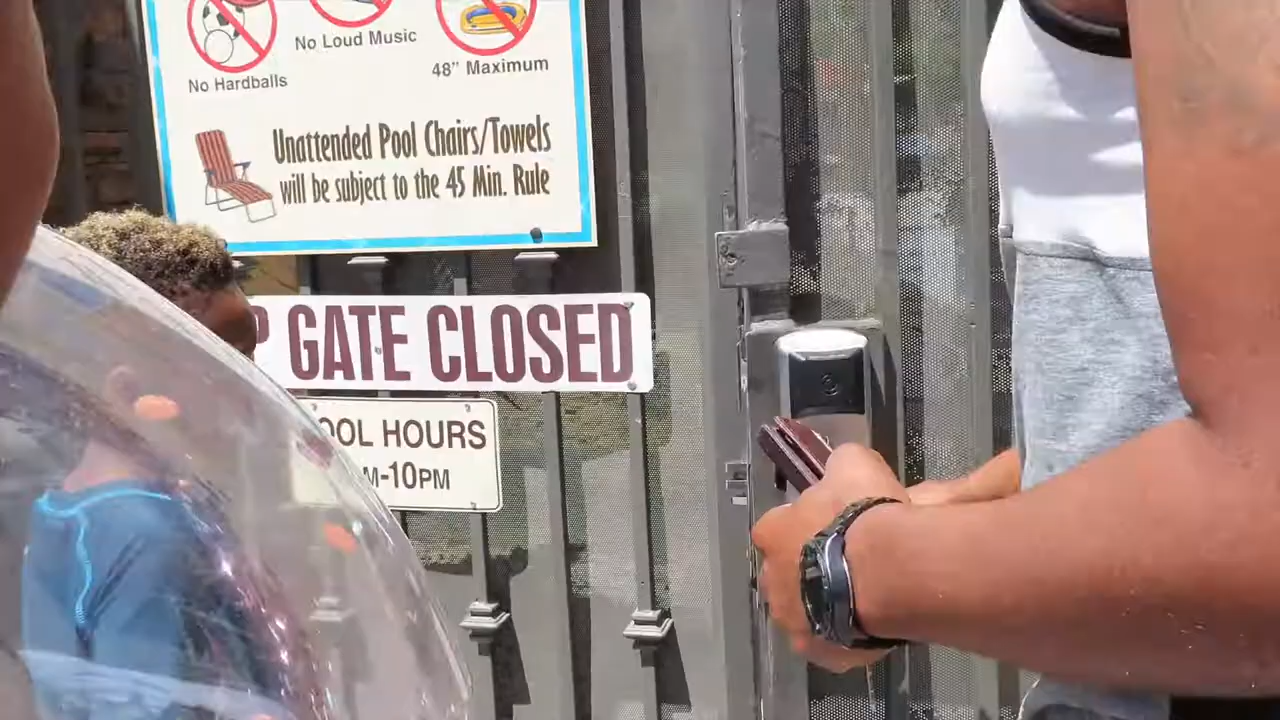 No Hardballs
No Loud Music
48" Maximum
Unattended Pool Chairs/Towels
will be subject to the 45 Min. Rule
P GATE CLOSED
OOL HOURS
M-10PM